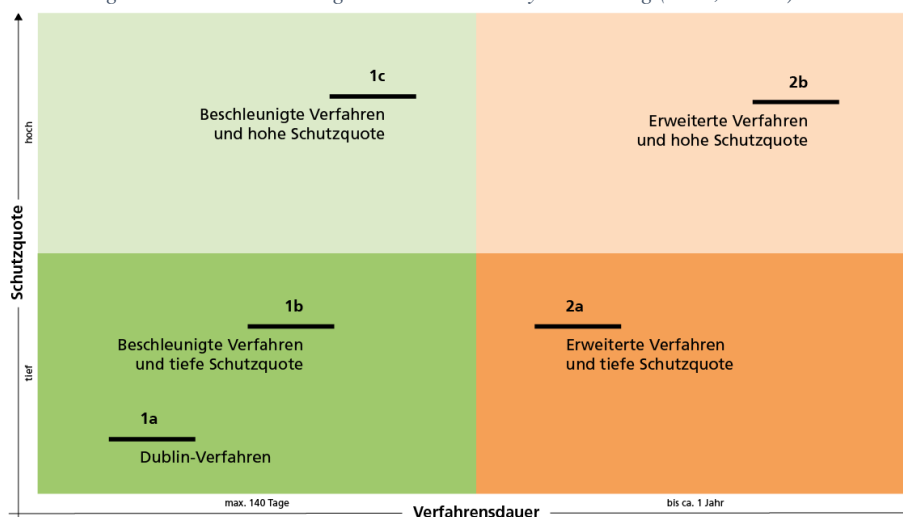 1c
Beschleunigte Verfahren
und hohe Schutzquote
2b
Erweiterte Verfahren
und hohe Schutzquote
hoch
Schutzquote
tief
1b
Beschleunigte Verfahren
und tiefe Schutzquote
2a
Erweiterte Verfahren
und tiefe Schutzquote
1a
Dublin-Verfahren
max. 140 Tage
bis ca. 1 Jahr
Verfahrensdauer